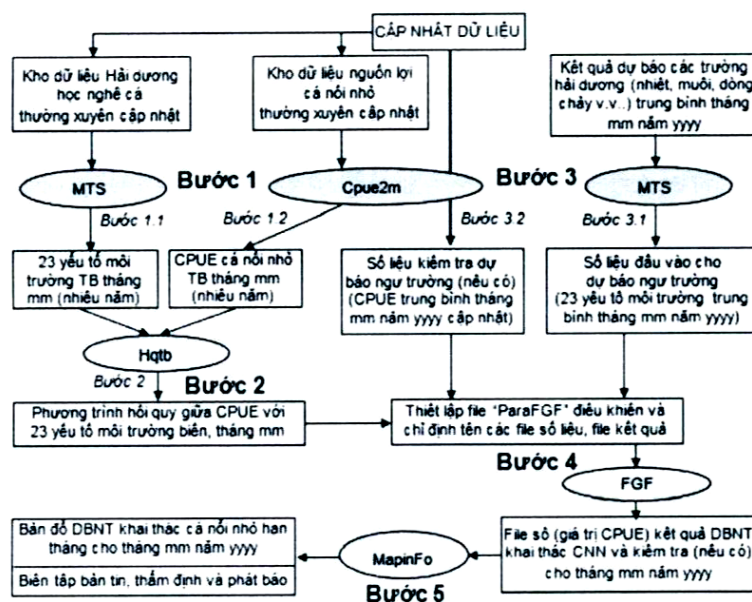 CẬP NHẬT DỮ LIỆU
Kho dữ liệu Hải dương
học nghề cá
thường xuyên cập nhật
Kho dữ liệu nguồn lợi
cá nổi nhỏ
thường xuyên cập nhật
Kết quả dự báo các trường
hải dương (nhiệt, muối, dòng
chảy v.v..) trung bình tháng
mm năm yyyy
MTS
Bước 1
Cpue2m
Bước 3
MTS
Bước 1.1
Bước 1.2
Bước 3.2
Bước 3.1
23 yếu tố môi
trường TB tháng
mm (nhiều năm)
CPUE cá nổi nhỏ
TB tháng mm
(nhiều năm)
Số liệu kiểm tra dự
báo ngư trường (nếu có)
(CPUE trung bình tháng
mm năm yyyy cập nhật)
Số liệu đầu vào cho
dự báo ngư trường
(23 yếu tố môi trường trung
bình tháng mm năm yyyy)
Hqtb
Bước 2
Bước 2
Phương trình hồi quy giữa CPUE với
23 yếu tố môi trường biển, tháng mm
Thiết lập file "ParaFGF" điều khiển và
chỉ định tên các file số liệu, file kết quả
Bước 4
FGF
Bản đồ DBNT khai thác cá nổi nhỏ hạn
tháng cho tháng mm năm yyyy
Biên tập bản tin, thẩm định và phát báo
MapinFo
Bước 5
File số (giá trị CPUE) kết quả DBNT
khai thác CNN và kiểm tra (nếu có)
cho tháng mm năm yyyy